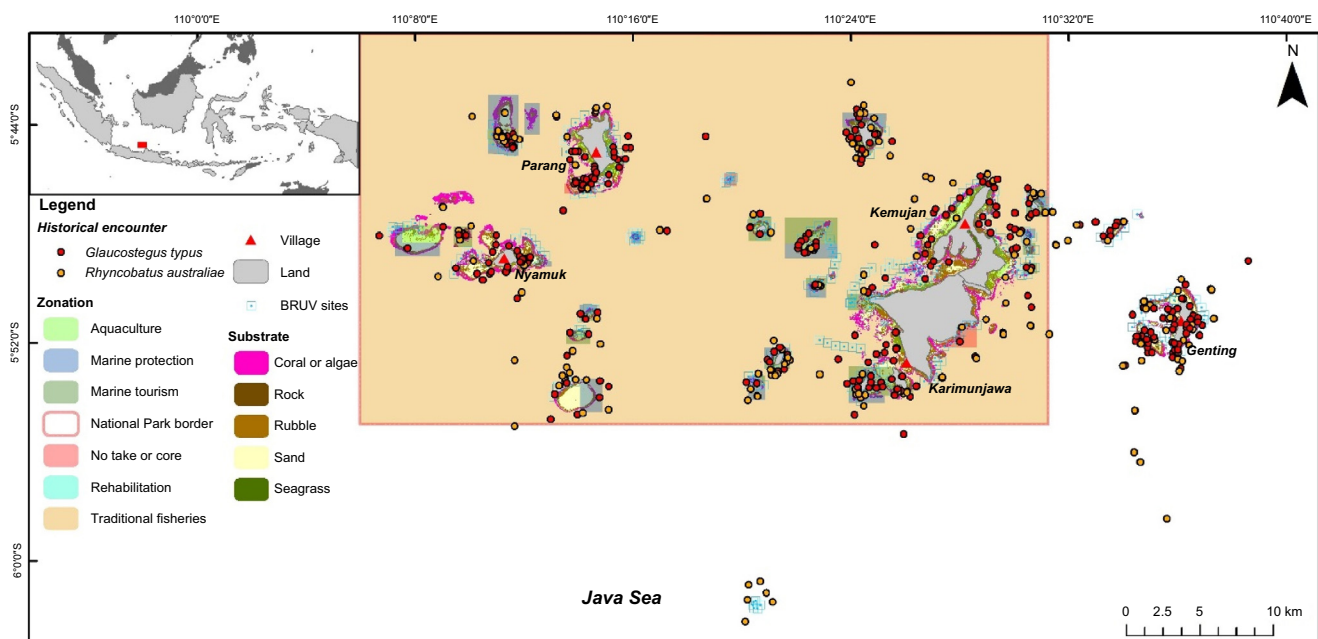 110°0'0"E 110°8'0"E 110°16'0"E 110°24'0"E 110°32'0"E 110°40'0"E
N
5°44'0"S
5°52'0"S
6°0'0"S
Parang
Kemujan
Nyamuk
Genting
Karimunjawa
Java Sea
Legend
Historical encounter
Glaucostegus typus
Rhyncobatus australiae
Village
Land
BRUV sites
Zonation
Aquaculture
Marine protection
Marine tourism
National Park border
No take or core
Rehabilitation
Traditional fisheries
Substrate
Coral or algae
Rock
Rubble
Sand
Seagrass
0 2.5 5 10 km